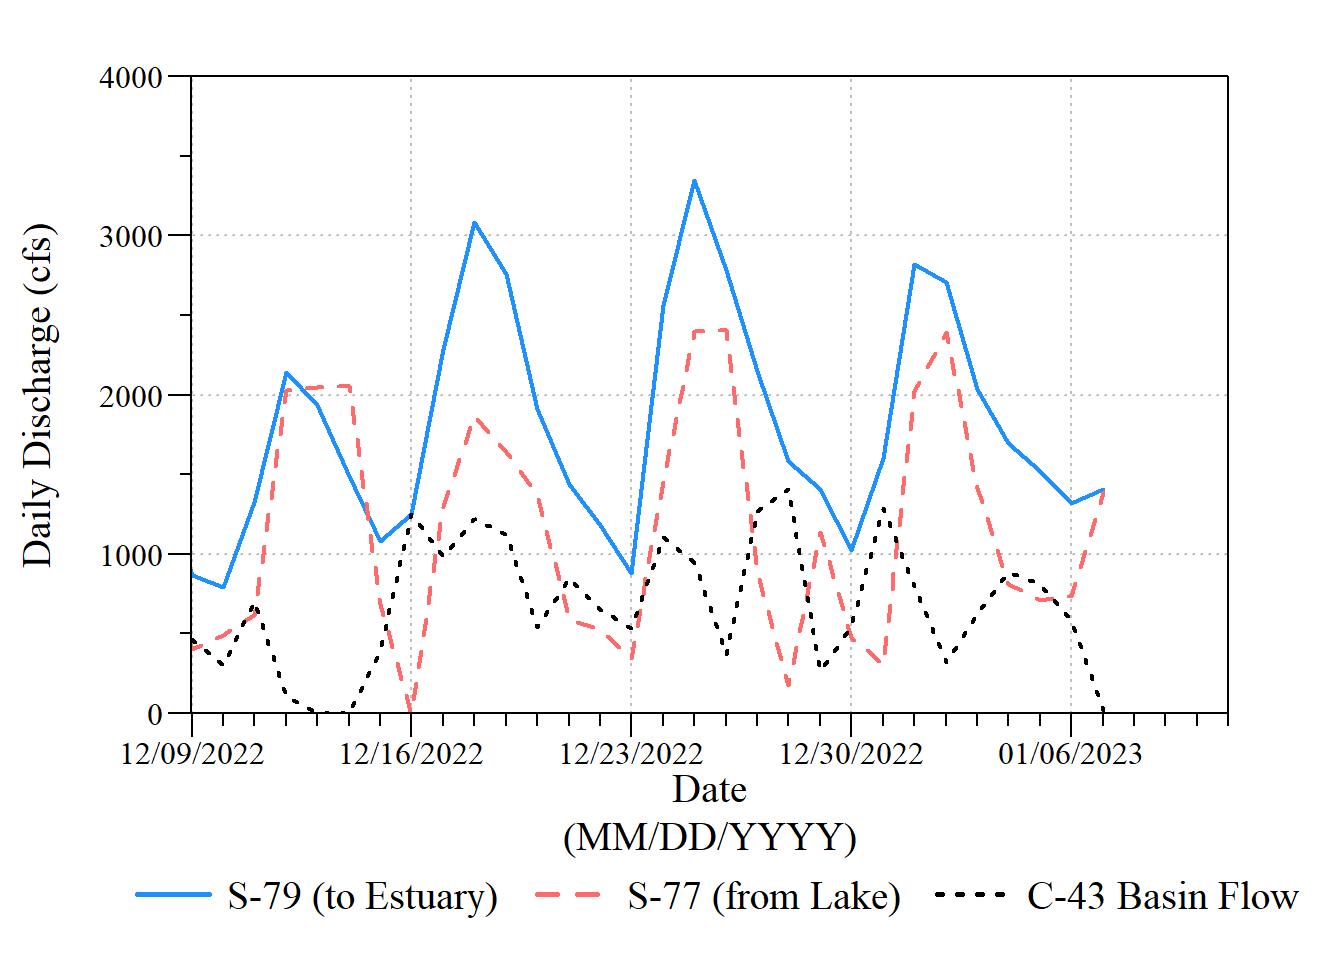 4000
3000
2000
1000
0
Daily Discharge (cfs)
12/09/2022 12/16/2022 12/23/2022 12/30/2022 01/06/2023
Date
(MM/DD/YYYY)
S-79 (to Estuary) S-77 (from Lake) C-43 Basin Flow